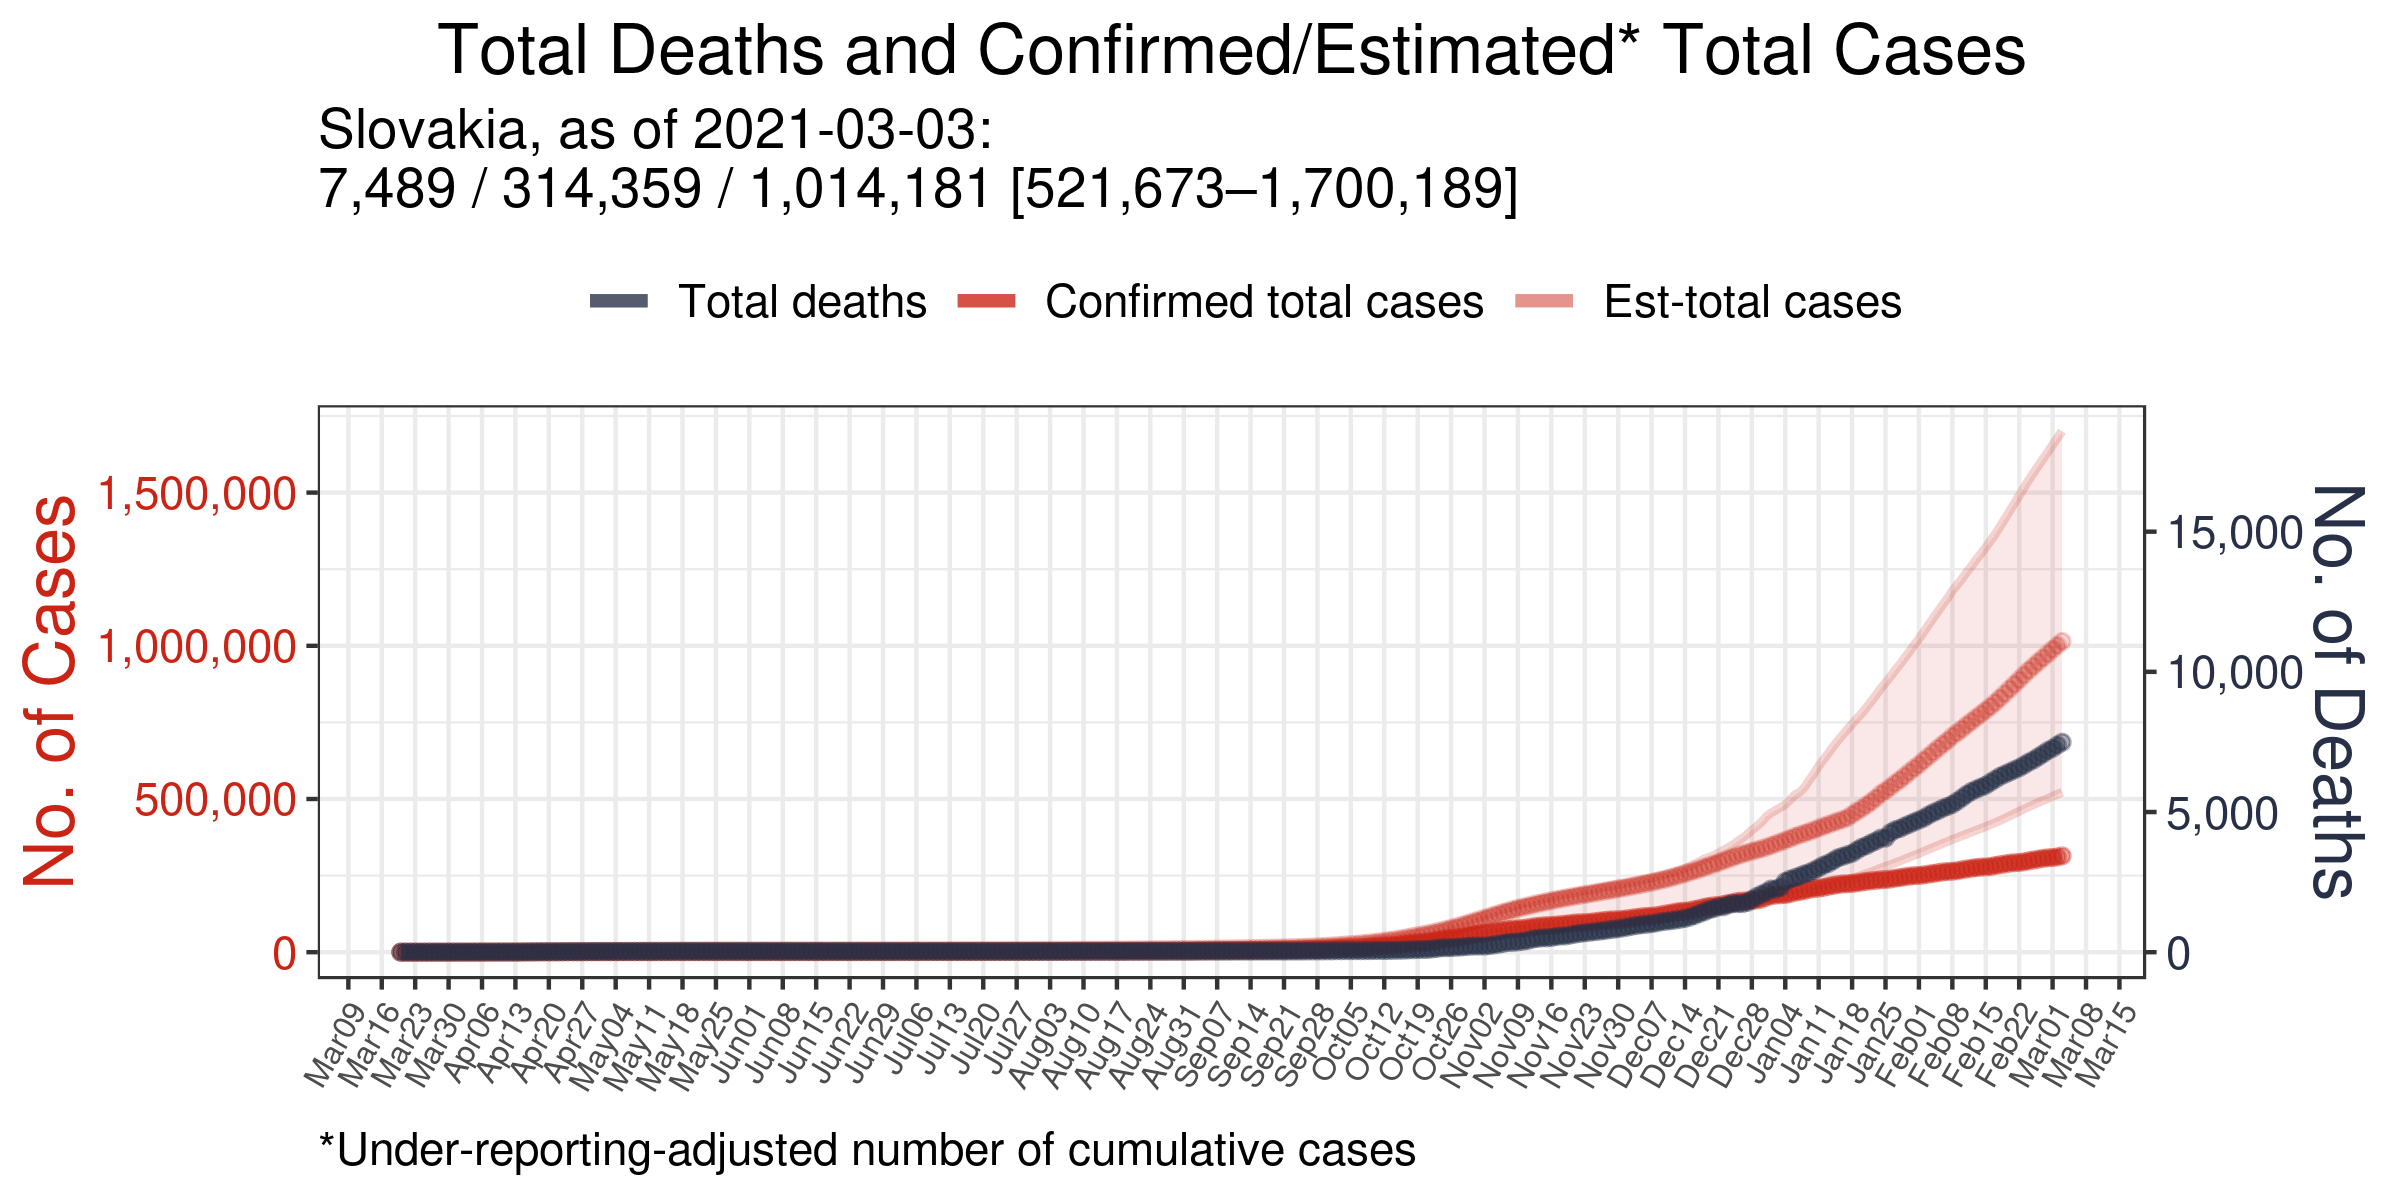 Total Deaths and Confirmed/Estimated* Total Cases
Slovakia, as of 2021-03-03:
7,489 / 314,359 / 1,014,181 [521,673–1,700,189]
Total deaths
Confirmed total cases
Est-total cases
No. of Cases
1,500,000
1,000,000
500,000
0
15,000
10,000
5,000
0
No. of Deaths
Mar09
Mar16
Mar23
Mar30
Apr06
Apr13
Apr20
Apr27
May04
May11
May18
May25
Jun01
Jun08
Jun15
Jun22
Jun29
Jul06
Jul13
Jul20
Jul27
Aug03
Aug10
Aug17
Aug24
Aug31
Sep07
Sep14
Sep21
Sep28
Oct05
Oct12
Oct19
Oct26
Nov02
Nov09
Nov16
Nov23
Nov30
Dec07
Dec14
Dec21
Dec28
Jan04
Jan11
Jan18
Jan25
Feb01
Feb08
Feb15
Feb22
Mar01
Mar08
Mar15
*Under-reporting-adjusted number of cumulative cases